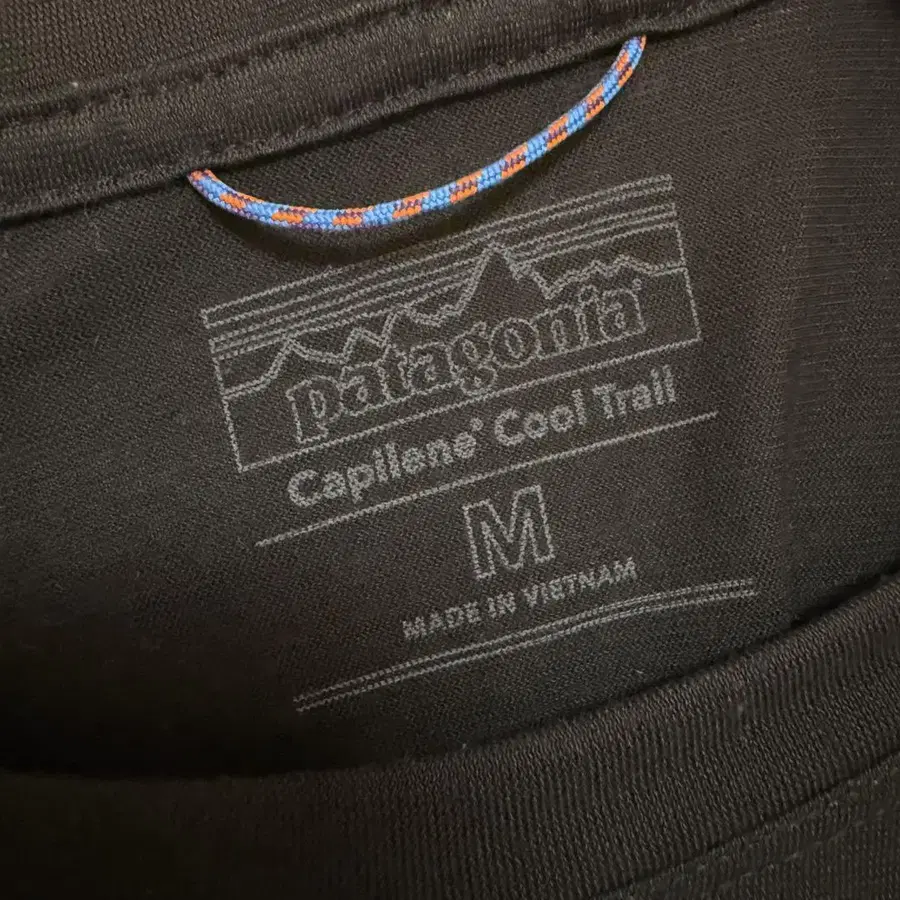 patagonia
Capilene® Cool Trail
M
MADE IN VIETNAM